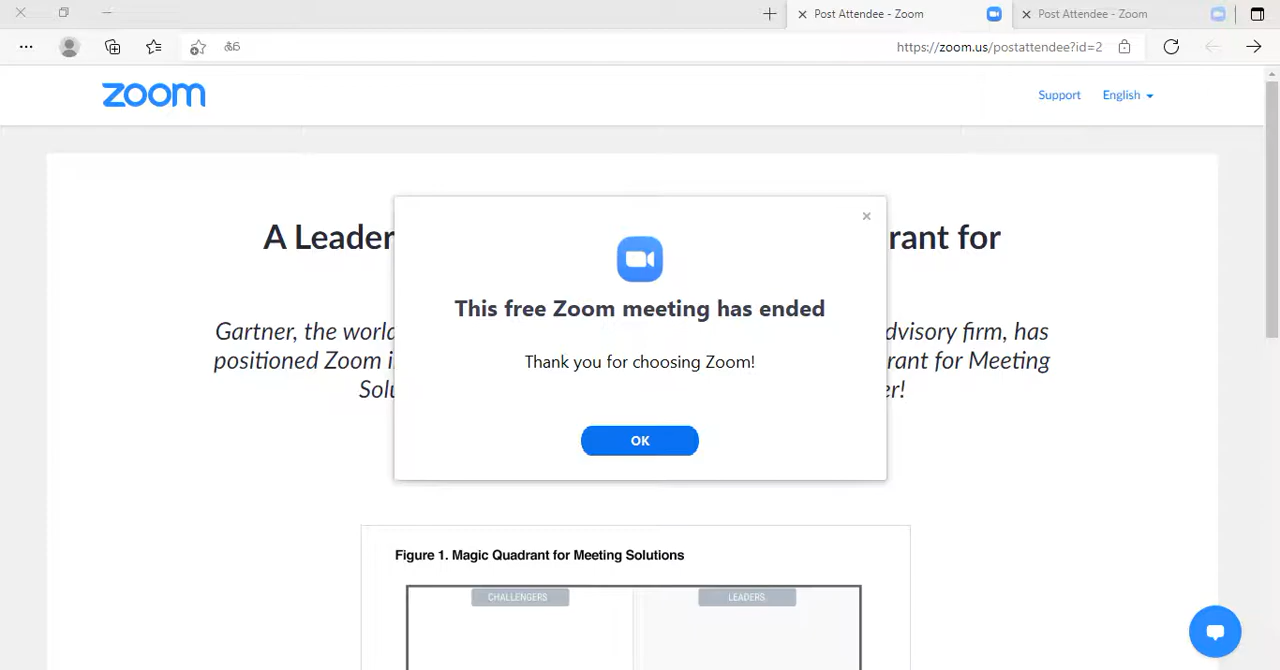 Post Attendee - Zoom
Post Attendee - Zoom
https://zoom.us/postattendee?id=2
zoom
Support
English
A Leader
rant for
Gartner, the world
dvisory firm, has
positioned Zoom i
rant for Meeting
Solu
er!
This free Zoom meeting has ended
Thank you for choosing Zoom!
OK
Figure 1. Magic Quadrant for Meeting Solutions
CHALLENGERS
LEADERS